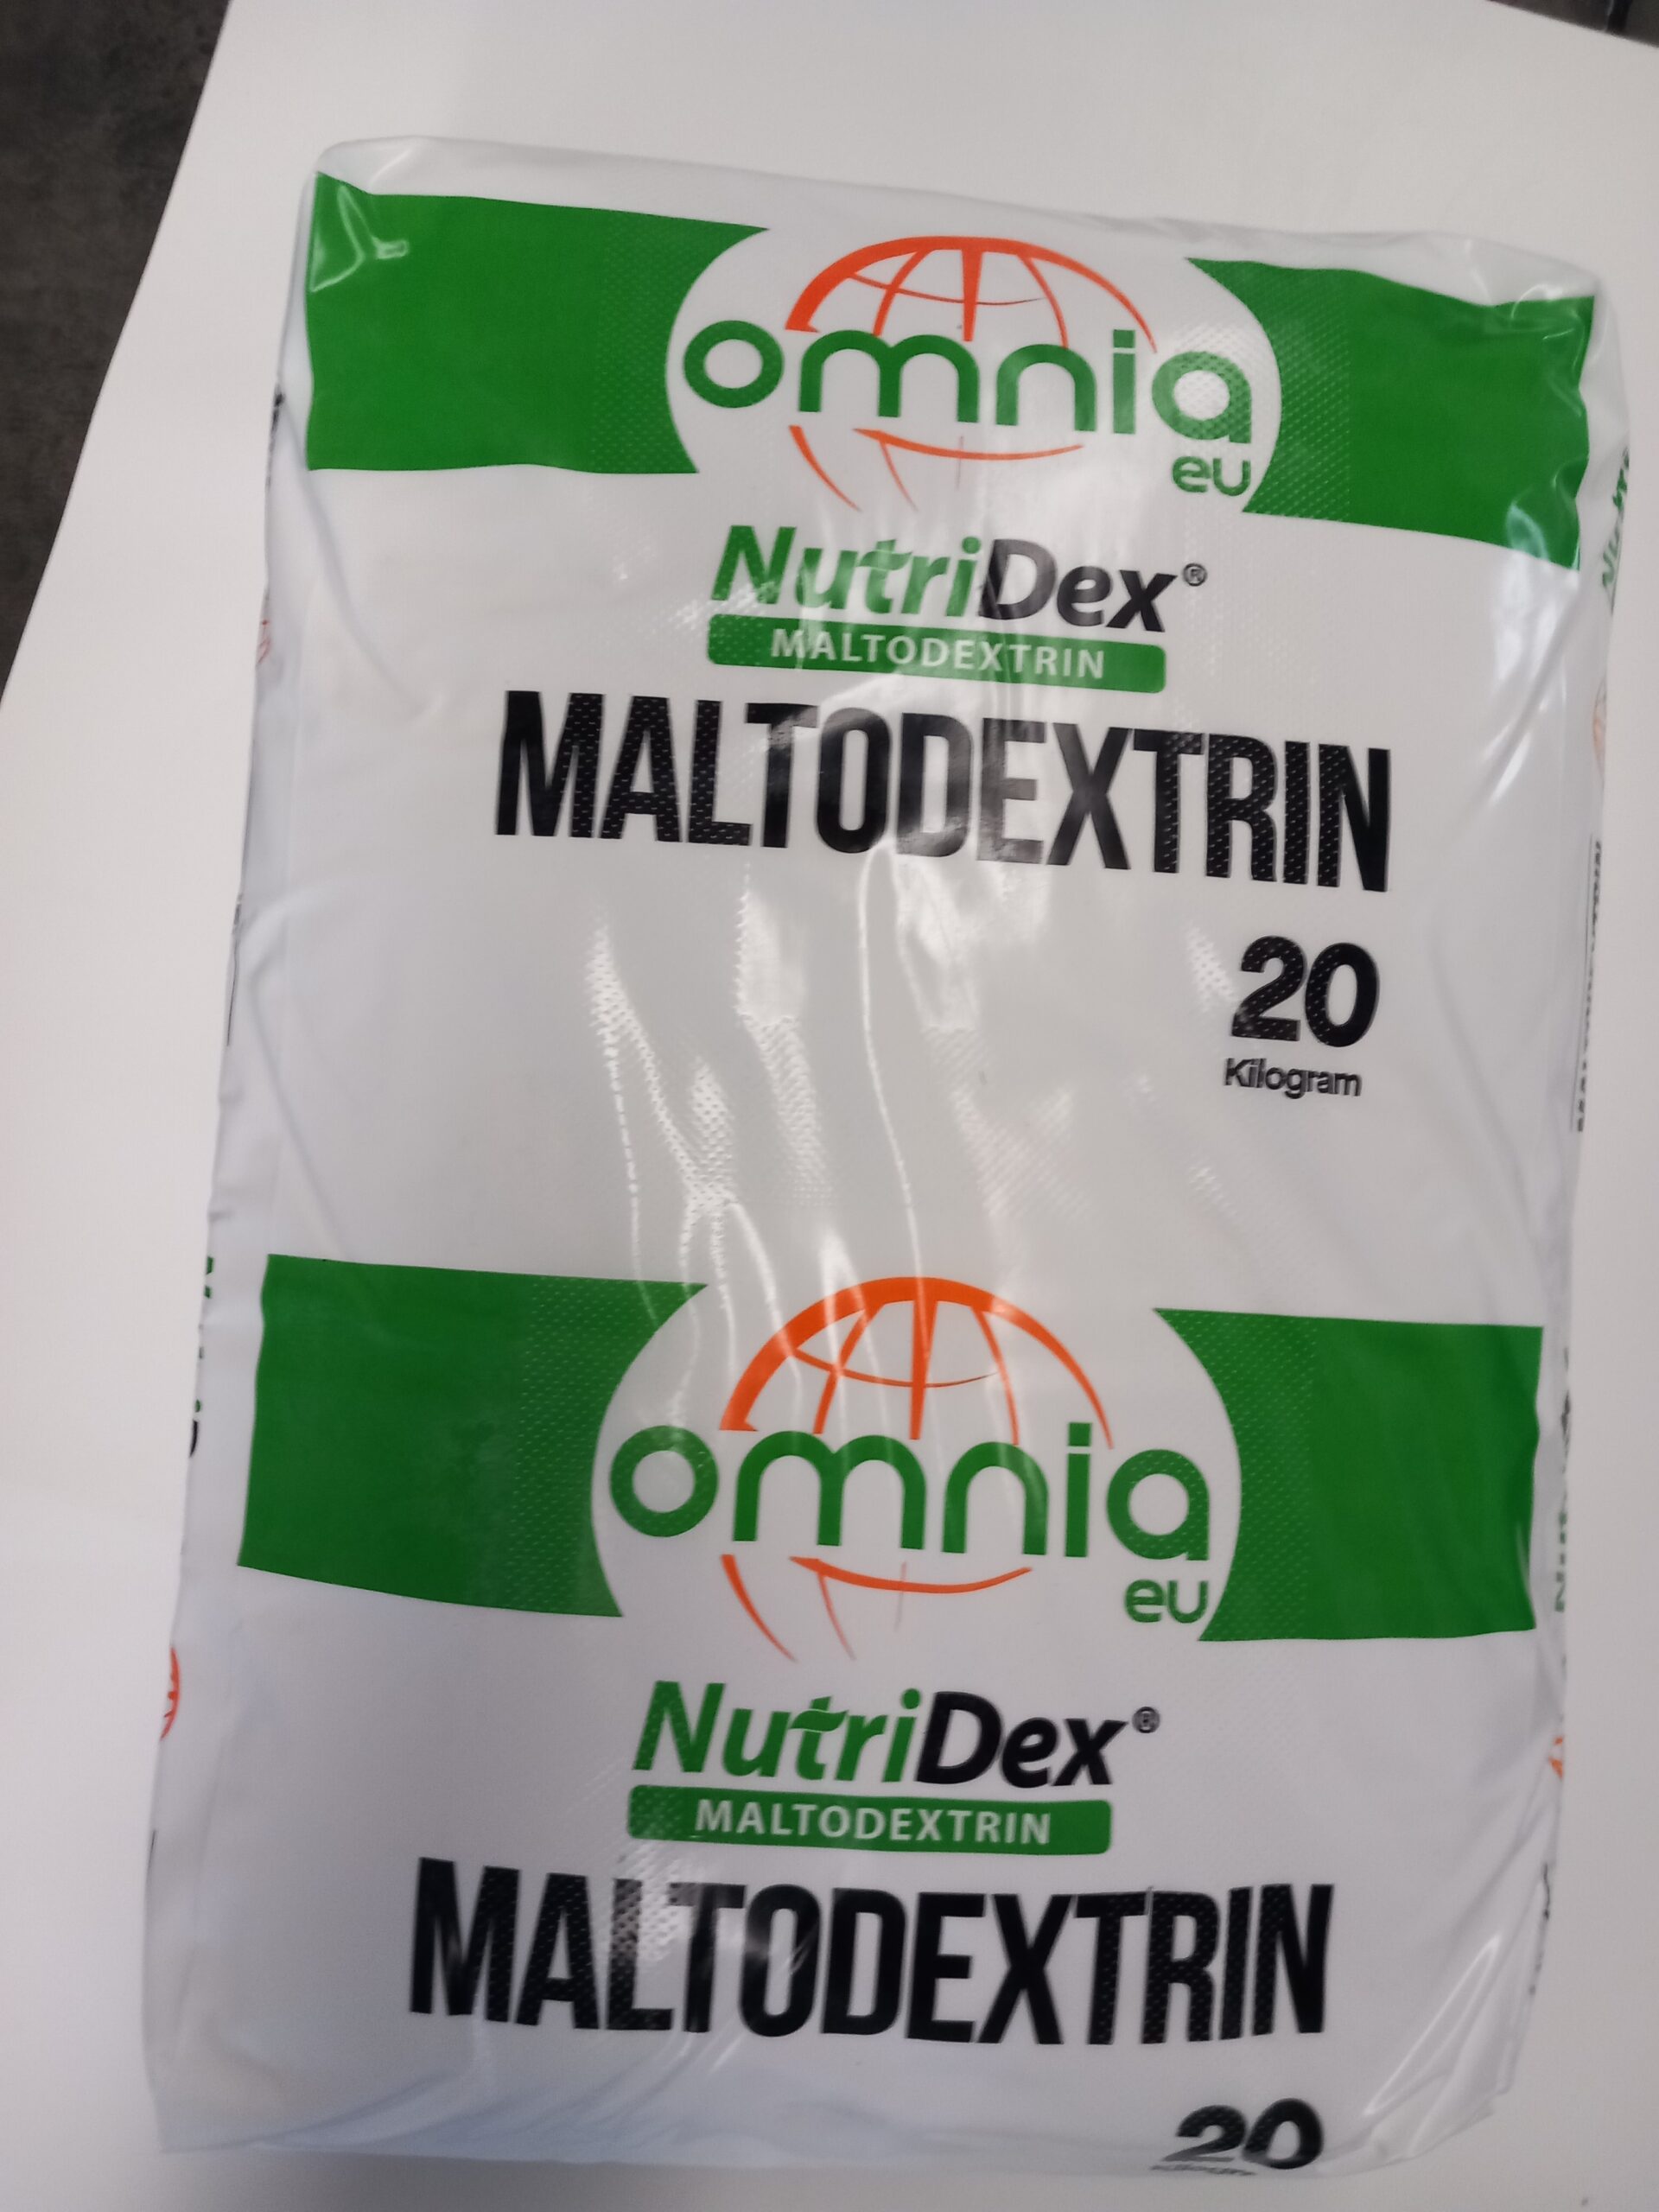 omnia
eu
NutriDex®
MALTODEXTRIN
MALTODEXTRIN
20
Kilogram
omnia
eu
NutriDex®
MALTODEXTRIN
MALTODEXTRIN
20